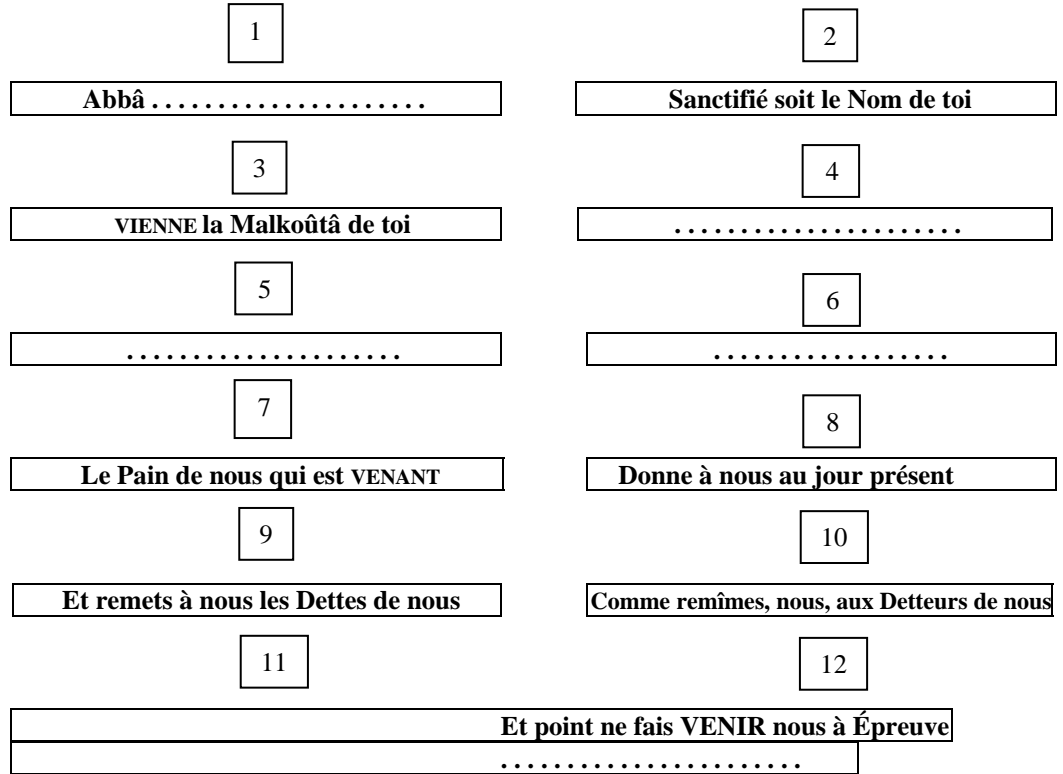 1 2
Abbâ . . . . . . . . . . . . . . . . . . . . . Sanctifié soit le Nom de toi
3 4
VIENNE la Malkoûtâ de toi . . . . . . . . . . . . . . . . . . . . . .
5 6
. . . . . . . . . . . . . . . . . . . . . . . . . . . . . . . . . . . . . . .
7 8
Le Pain de nous qui est VENANT Donne à nous au jour présent
9 10
Et remets à nous les Dettes de nous Comme remîmes, nous, aux Detteurs de nous
11 12
Et point ne fais VENIR nous à Épreuve
. . . . . . . . . . . . . . . . . . . . . . .